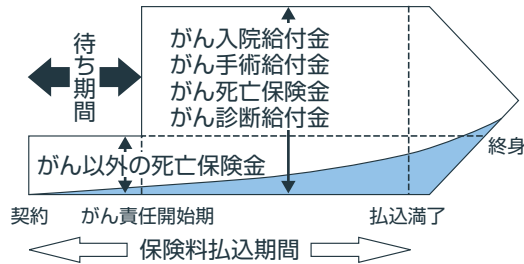 待ち期間
がん入院給付金
がん手術給付金
がん死亡保険金
がん診断給付金
がん以外の死亡保険金
終身
契約
がん責任開始期
払込満了
保険料払込期間